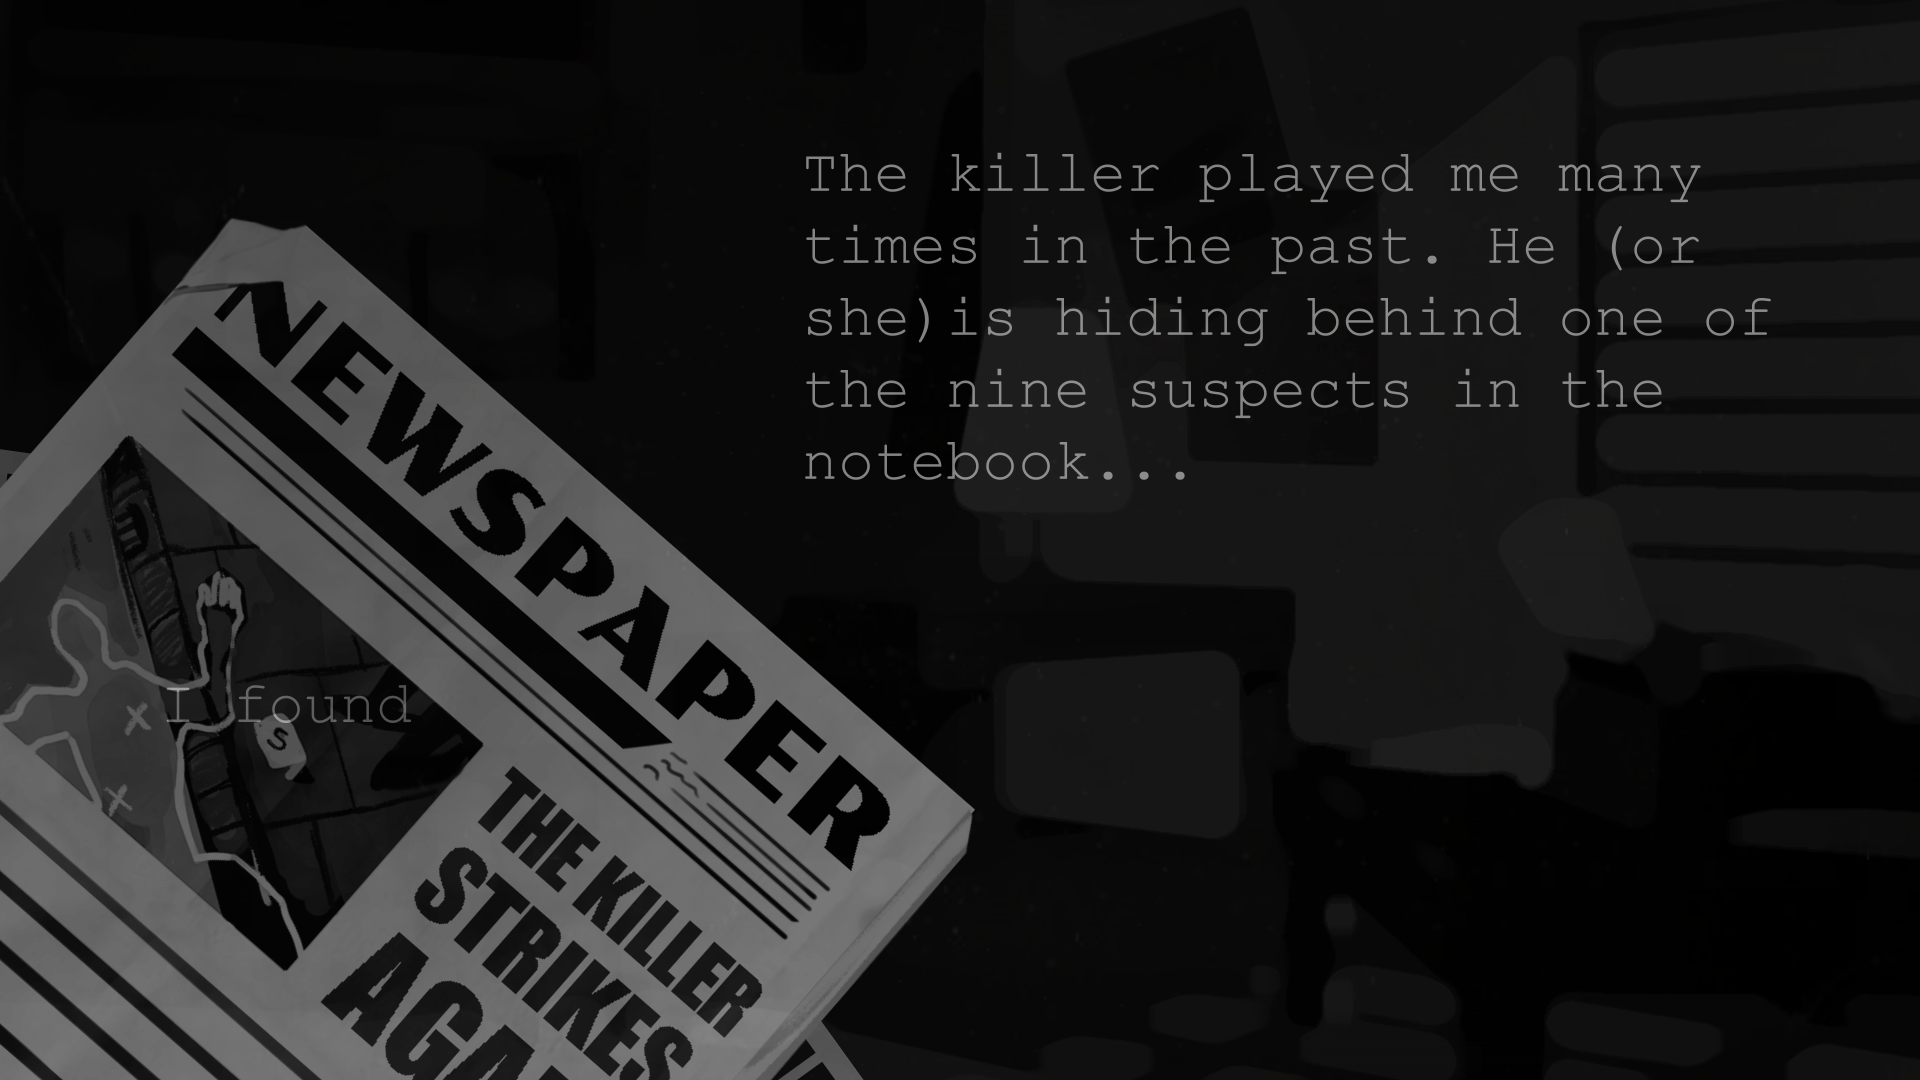 The killer played me many
times in the past. He (or
she)is hiding behind one of
the nine suspects in the
notebook...
NEWSPAPER
I found
S
THE KILLER
STRIKES